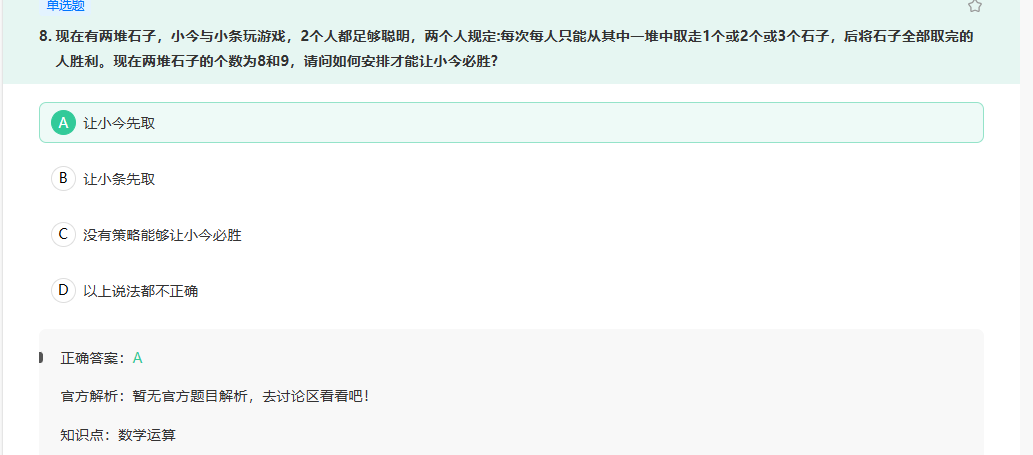 单选题
8. 现在有两堆石子，小今与小条玩游戏，2个人都足够聪明，两个人规定:每次每人只能从其中一堆中取走1个或2个或3个石子，后将石子全部取完的
人胜利。现在两堆石子的个数为8和9，请问如何安排才能让小今必胜？
A 让小今先取
B 让小条先取
C 没有策略能够让小今必胜
D 以上说法都不正确
正确答案：A
官方解析：暂无官方题目解析，去讨论区看看吧！
知识点：数学运算